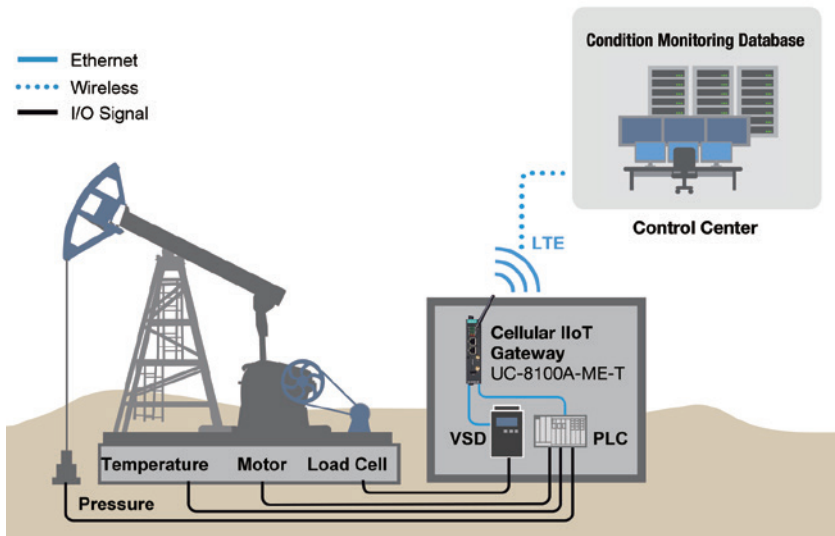 Ethernet
Wireless
I/O Signal
Condition Monitoring Database
Control Center
LTE
Cellular IIoT
Gateway
UC-8100A-ME-T
VSD
PLC
Temperature
Motor
Load Cell
Pressure